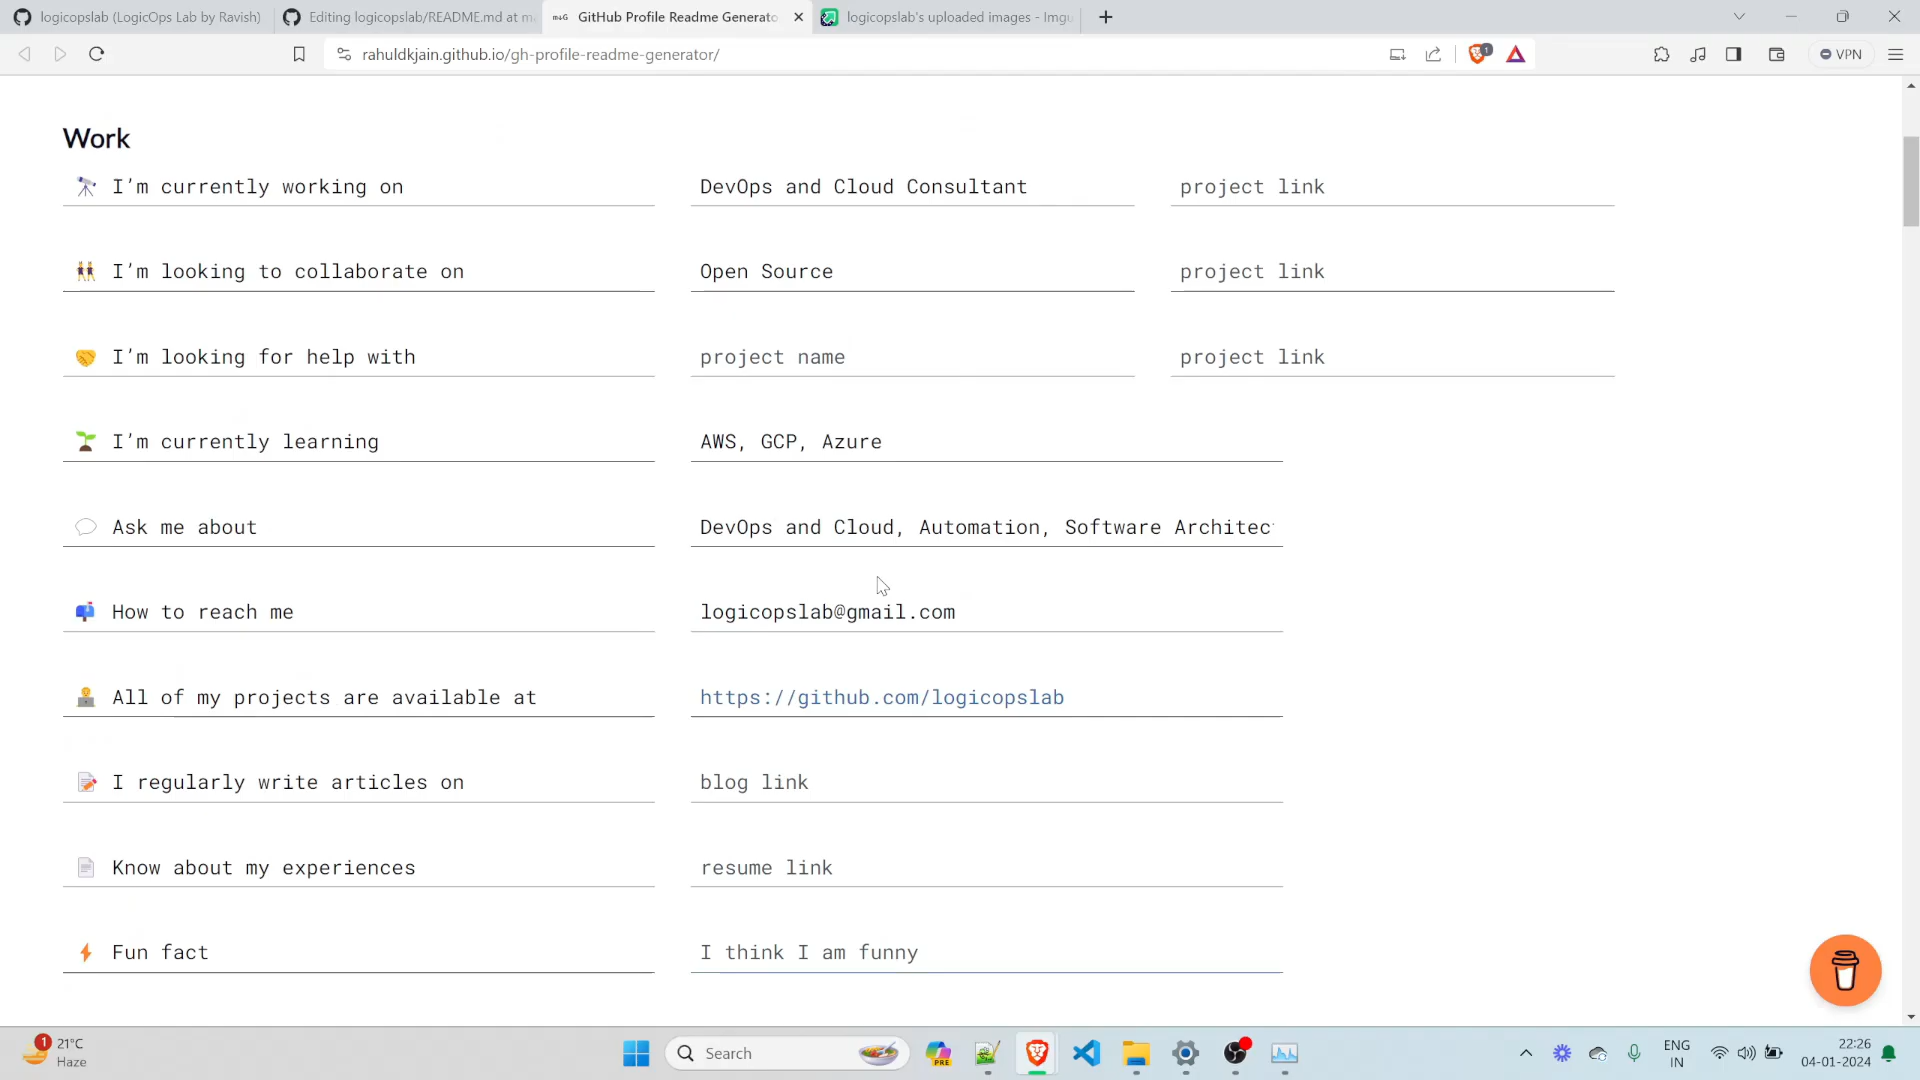 logicopslab (LogicOps Lab by Ravish)
Editing logicopslab/README.md at m
GitHub Profile Readme Generato
logicopslab's uploaded images - Imgu
rahuldkjain.github.io/gh-profile-readme-generator/
1
VPN
Work
I’m currently working on DevOps and Cloud Consultant project link
I’m looking to collaborate on Open Source project link
I’m looking for help with project name project link
I’m currently learning AWS, GCP, Azure
Ask me about DevOps and Cloud, Automation, Software Architec
How to reach me logicopslab@gmail.com
All of my projects are available at https://github.com/logicopslab
I regularly write articles on blog link
Know about my experiences resume link
Fun fact I think I am funny
1
21°C
Haze
Search
PRE
ENG
IN
22:26
04-01-2024